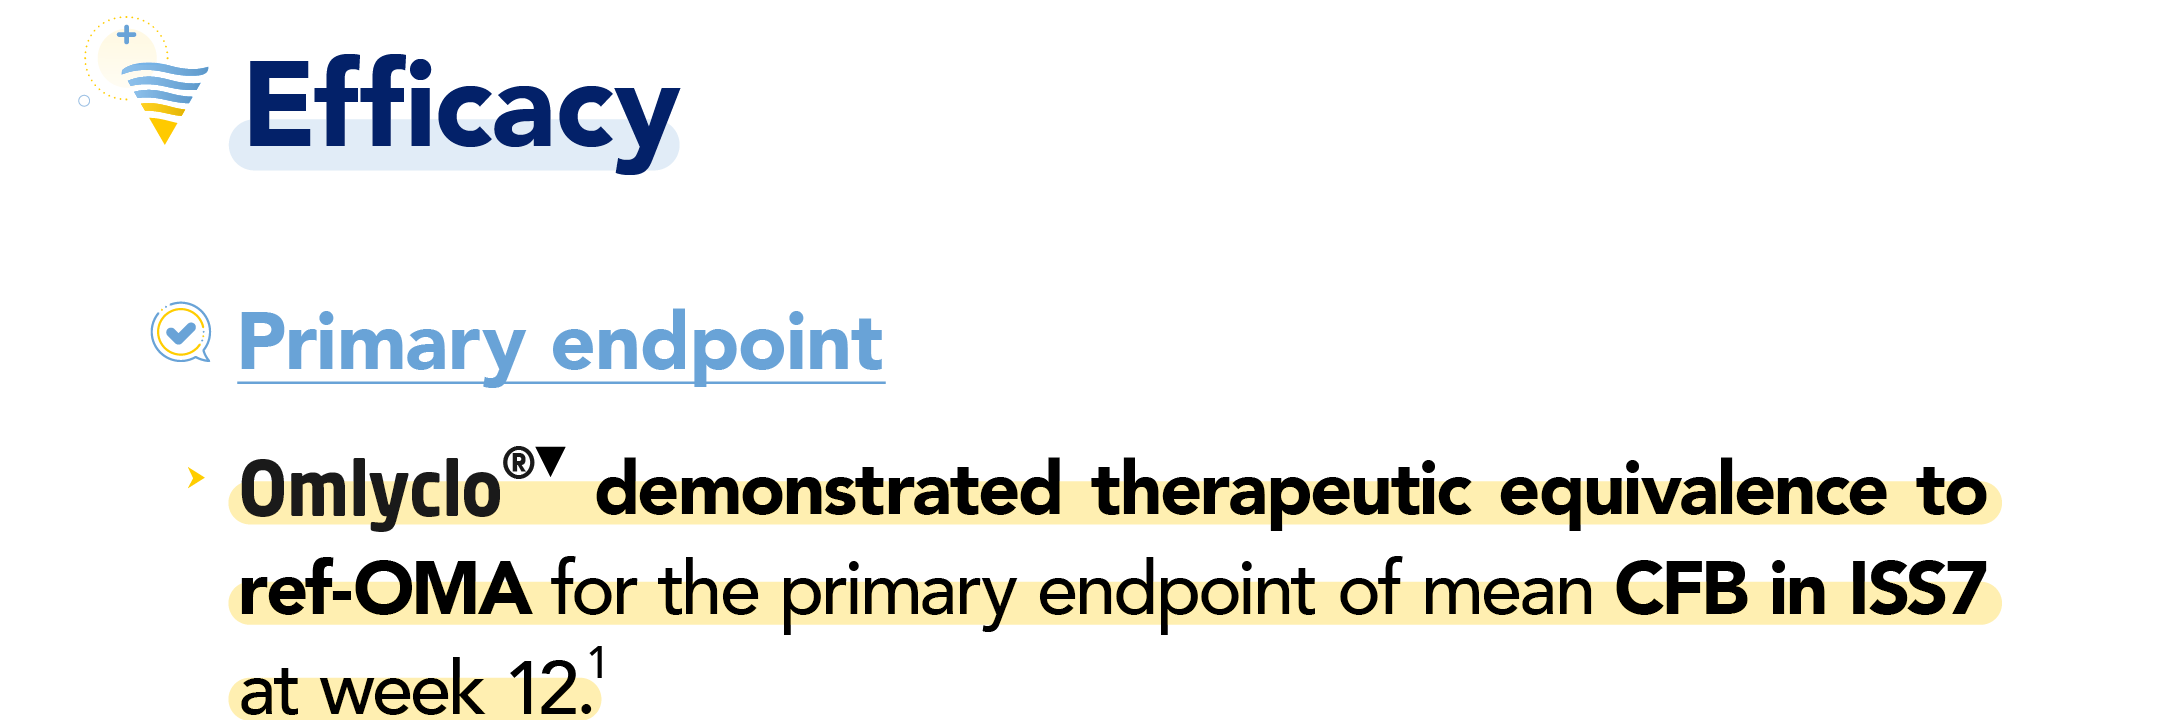 Efficacy
Primary endpoint
Omlyclo®▼ demonstrated therapeutic equivalence to
ref-OMA for the primary endpoint of mean CFB in ISS7
at week 12.¹